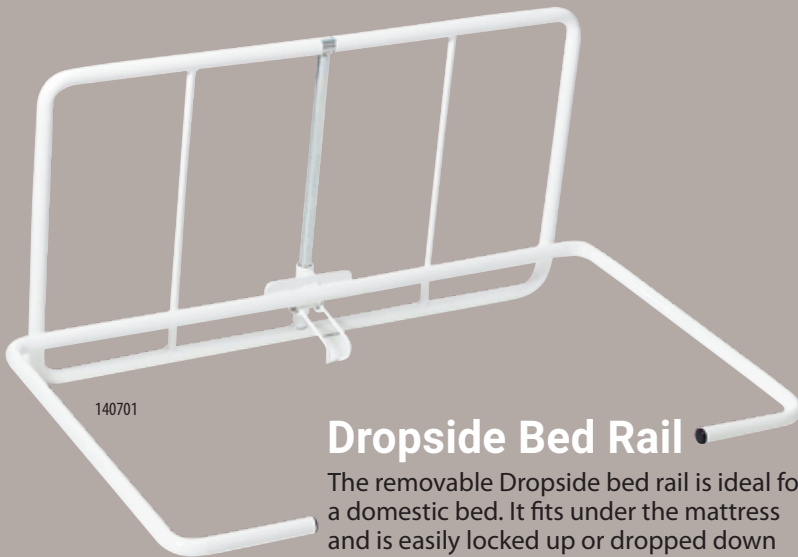 140701
Dropside Bed Rail
The removable Dropside bed rail is ideal fo
a domestic bed. It fits under the mattress
and is easily locked up or dropped down